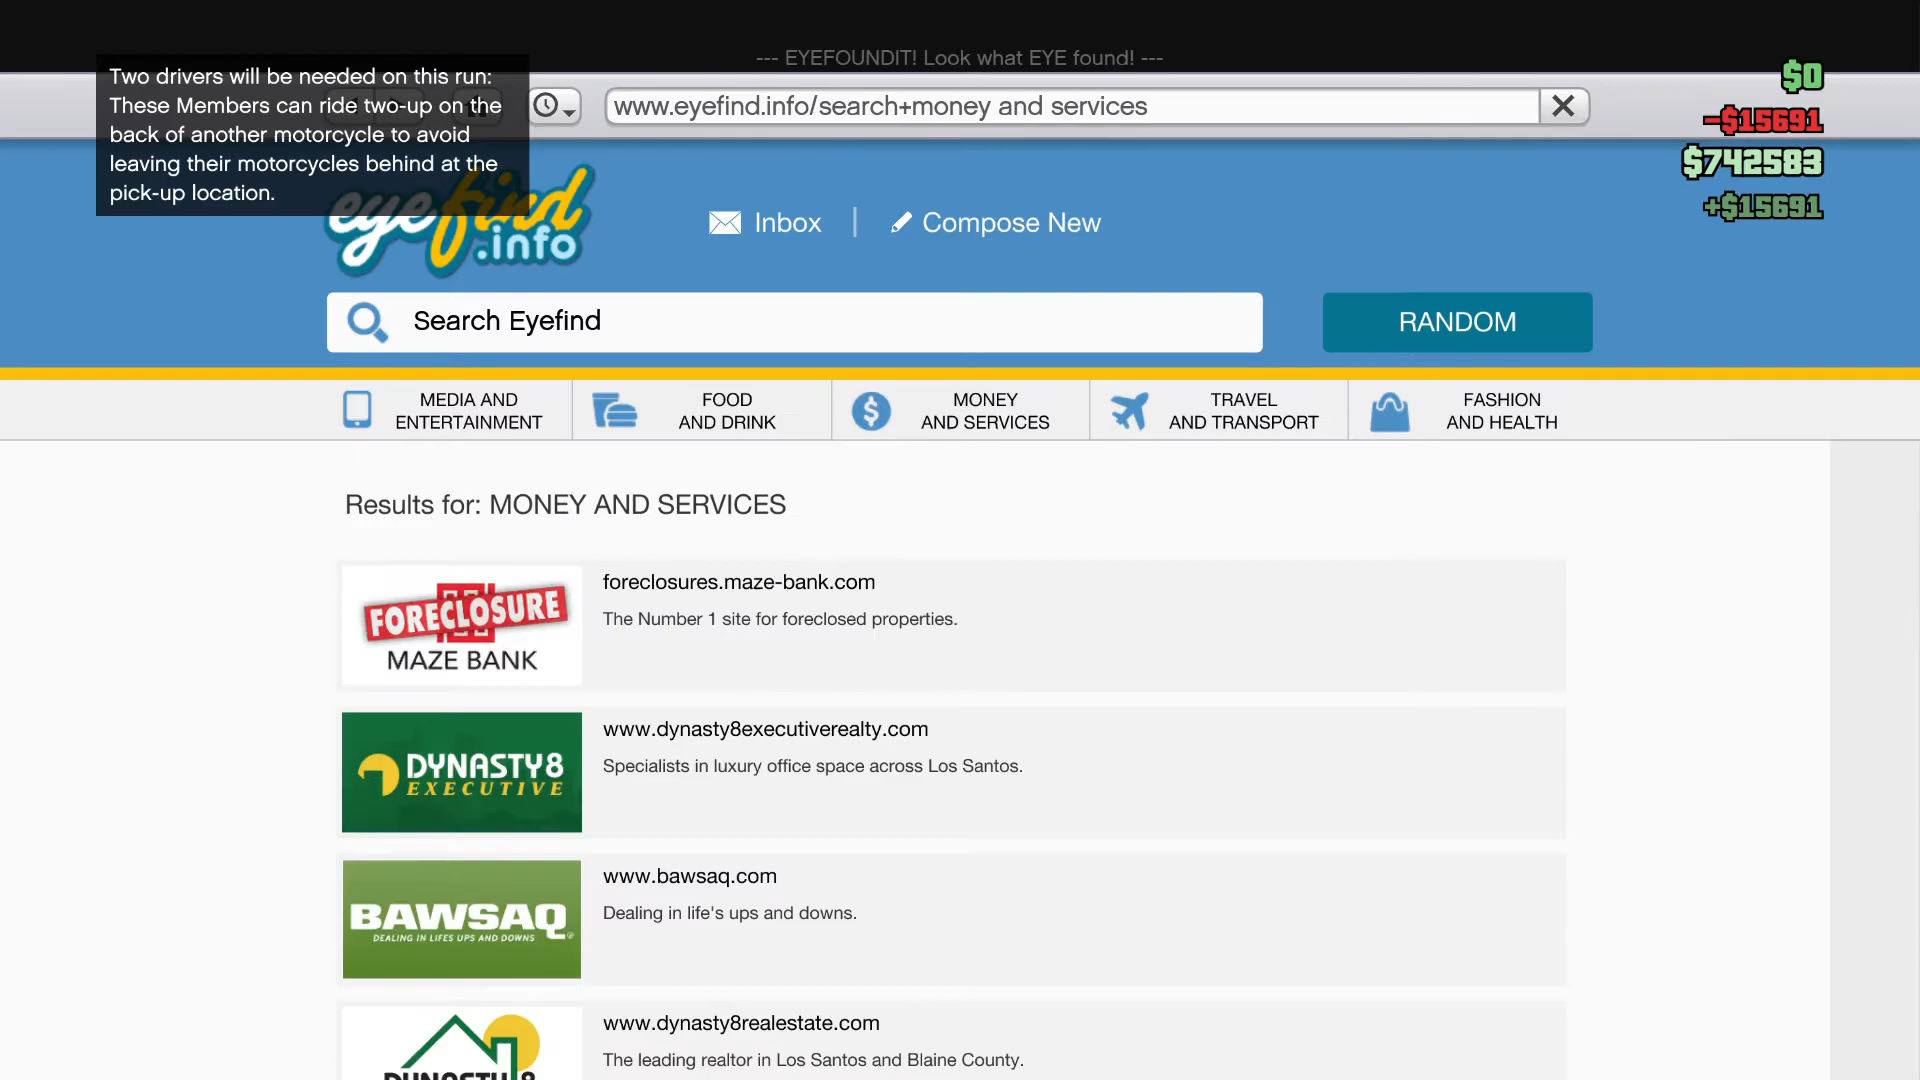 --- EYEFOUNDIT! Look what EYE found! ---
Two drivers will be needed on this run:
These Members can ride two-up on the
back of another motorcycle to avoid
leaving their motorcycles behind at the
pick-up location.
www.eyefind.info/search+money and services
$0
-$15691
$742583
+$15691
eyefind
.info
Inbox
Compose New
Search Eyefind
RANDOM
MEDIA AND
ENTERTAINMENT
FOOD
AND DRINK
MONEY
AND SERVICES
TRAVEL
AND TRANSPORT
FASHION
AND HEALTH
Results for: MONEY AND SERVICES
FORECLOSURE
MAZE BANK
foreclosures.maze-bank.com
The Number 1 site for foreclosed properties.
DYNASTY8
EXECUTIVE
www.dynasty8executiverealty.com
Specialists in luxury office space across Los Santos.
BAWSAQ
DEALING IN LIFES UPS AND DOWNS
www.bawsaq.com
Dealing in life's ups and downs.
DYNASTY 8
www.dynasty8realestate.com
The leading realtor in Los Santos and Blaine County.